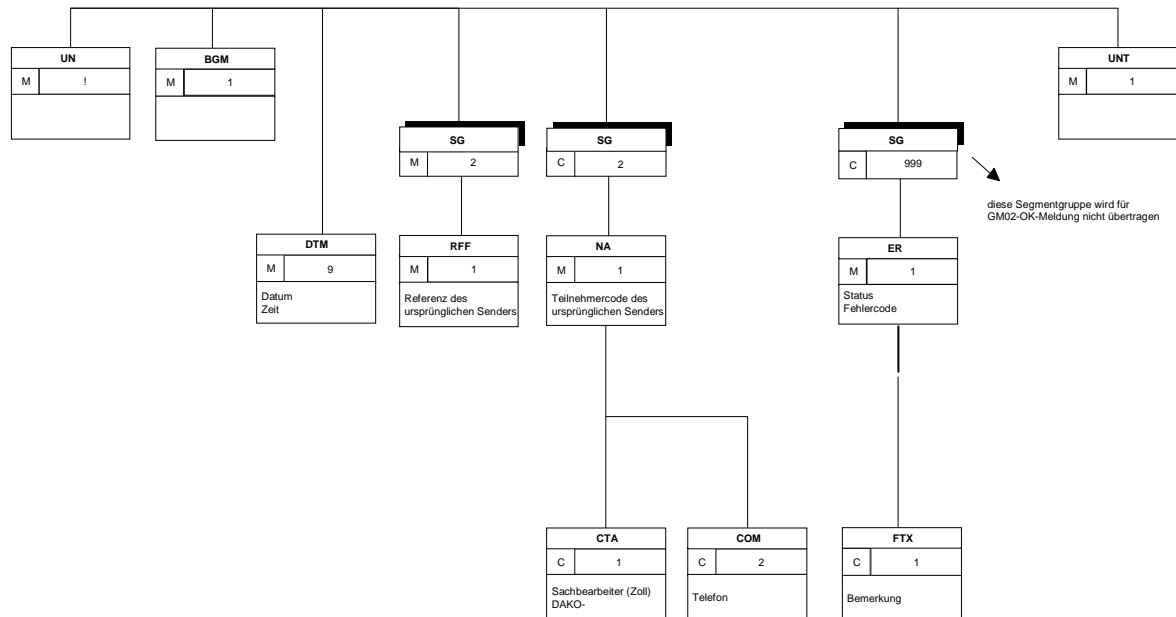 UN
M !
BGM
M 1
UNT
M 1
SG
M 2
SG
C 2
SG
C 999
diese Segmentgruppe wird für
GM02-OK-Meldung nicht übertragen
DTM
M 9
Datum
Zeit
RFF
M 1
Referenz des
ursprünglichen Senders
NA
M 1
Teilnehmercode des
ursprünglichen Senders
ER
M 1
Status
Fehlercode
CTA
C 1
Sachbearbeiter (Zoll)
DAKO-
COM
C 2
Telefon
FTX
C 1
Bemerkung